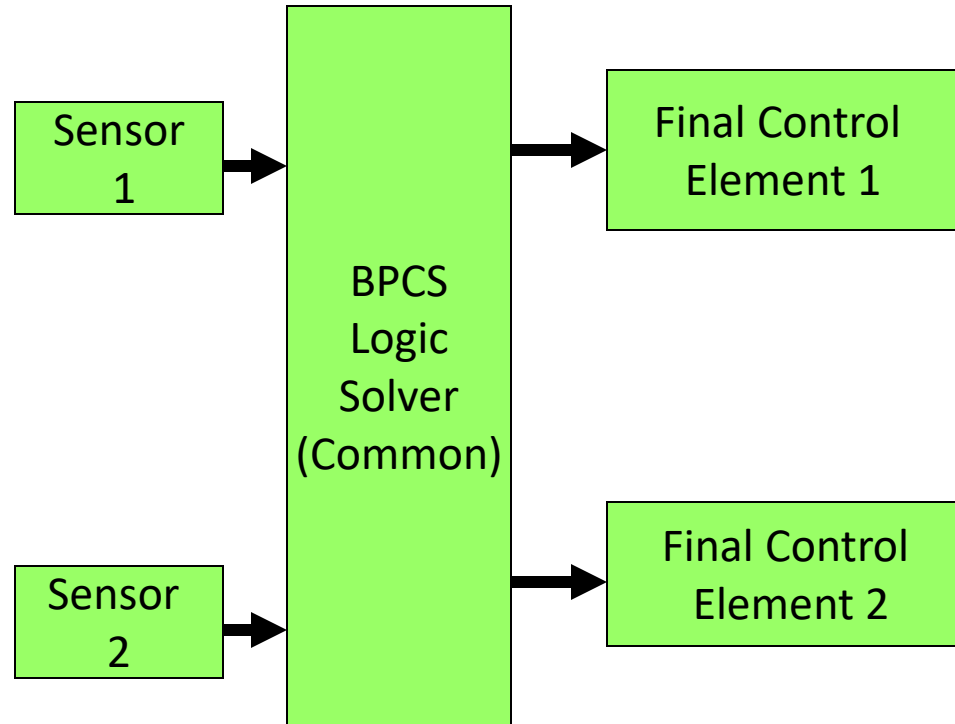 Sensor
1
BPCS
Logic
Solver
(Common)
Final Control
Element 1
Sensor
2
Final Control
Element 2